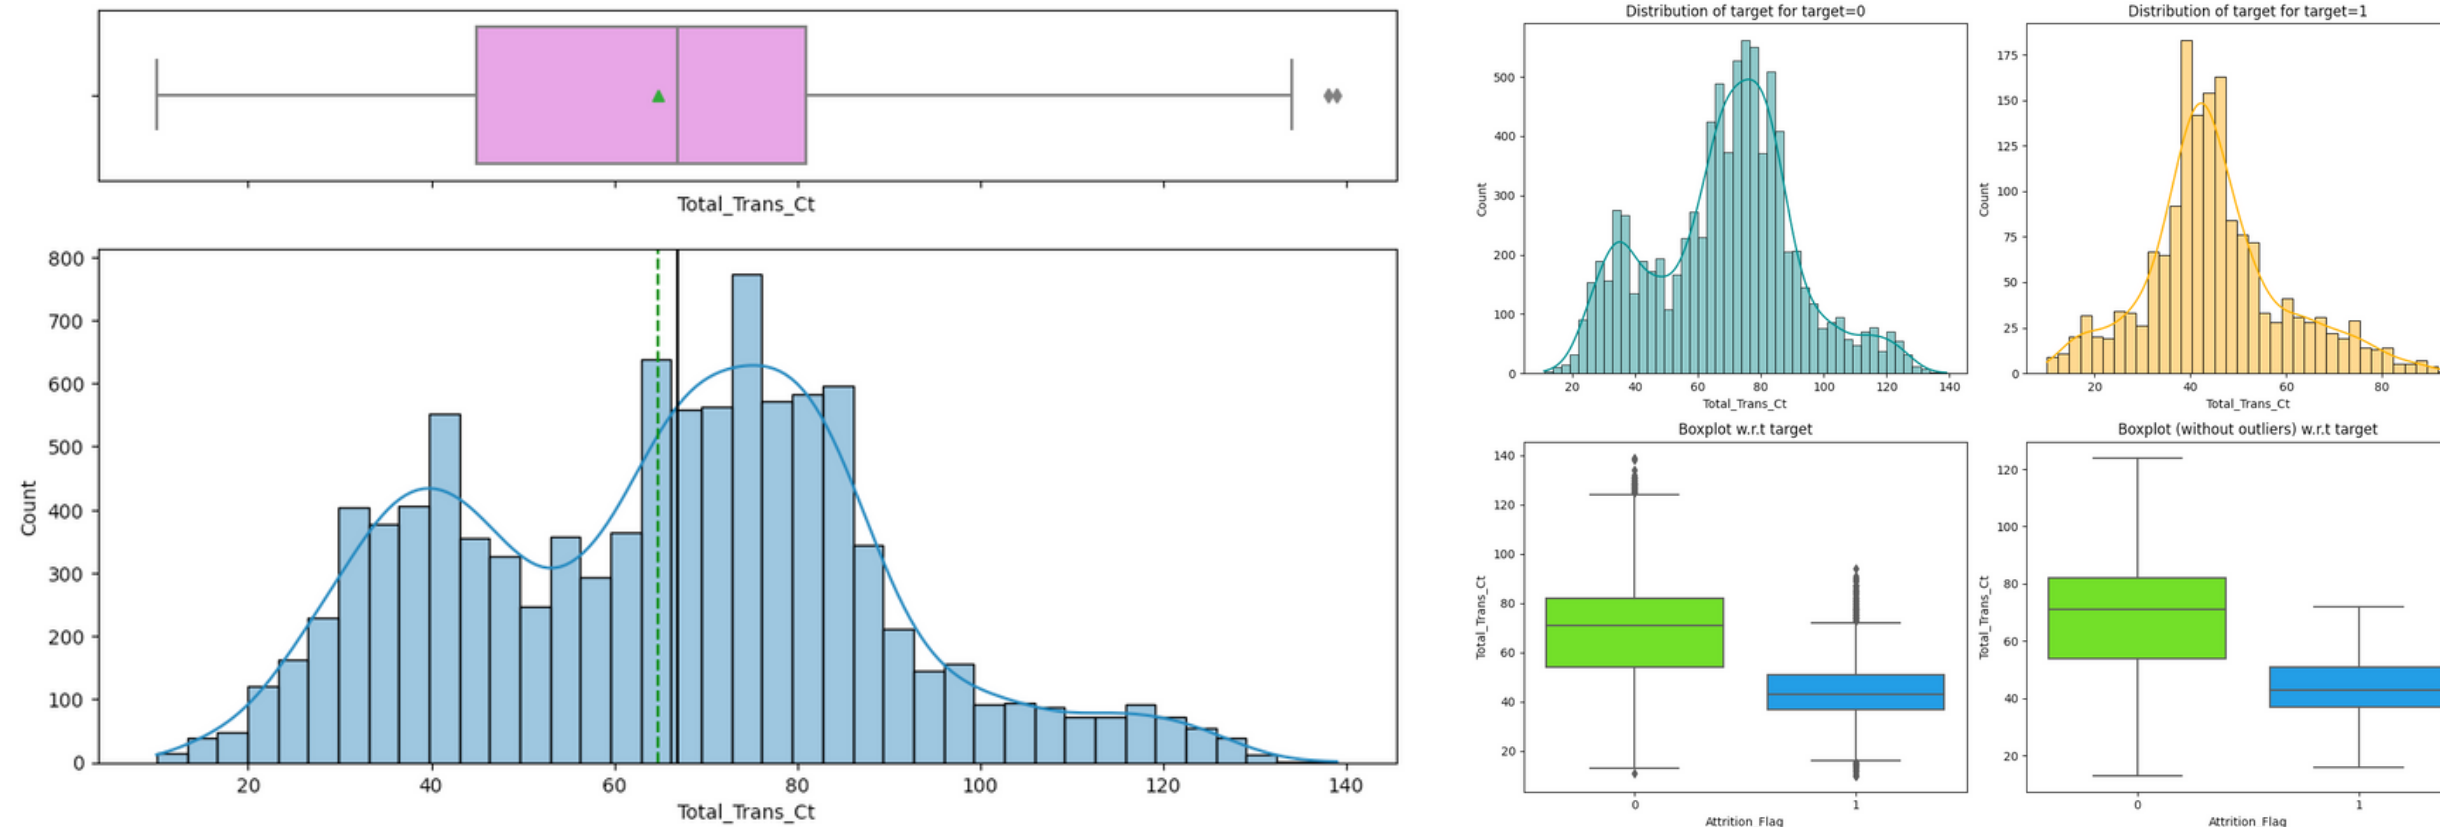 Total_Trans_Ct
800
700
600
500
400
300
200
100
0
Count
20 40 60 80 100 120 140
Total_Trans_Ct
Distribution of target for target=0
500
400
300
200
100
0
Count
20 40 60 80 100 120 140
Total_Trans_Ct
Distribution of target for target=1
175
150
125
100
75
50
25
0
Count
20 40 60 80
Total_Trans_Ct
Boxplot w.r.t target
140
120
100
80
60
40
20
Total_Trans_Ct
0 1
Attrition_Flag
Boxplot (without outliers) w.r.t target
120
100
80
60
40
20
Total_Trans_Ct
0 1
Attrition_Flag